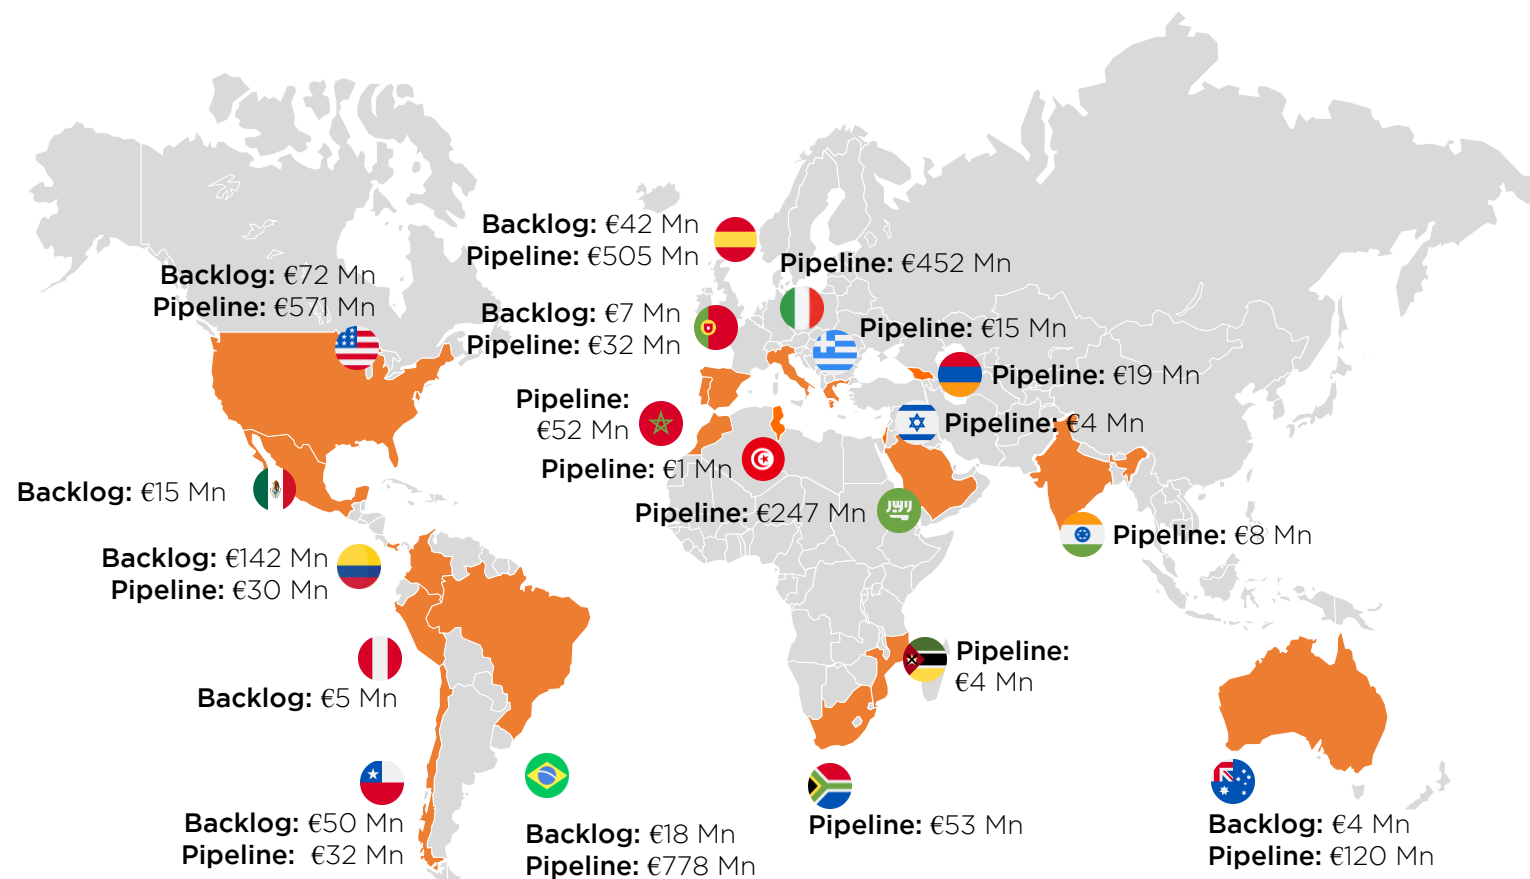 Backlog: €42 Mn
Pipeline: €505 Mn
Pipeline: €452 Mn
Backlog: €72 Mn
Pipeline: €571 Mn
Backlog: €7 Mn
Pipeline: €32 Mn
Pipeline: €15 Mn
Pipeline: €19 Mn
Pipeline:
€52 Mn
Pipeline: €4 Mn
Pipeline: €1 Mn
Backlog: €15 Mn
Pipeline: €247 Mn
Pipeline: €8 Mn
Backlog: €142 Mn
Pipeline: €30 Mn
Pipeline:
€4 Mn
Backlog: €5 Mn
Backlog: €50 Mn
Pipeline: €32 Mn
Backlog: €18 Mn
Pipeline: €778 Mn
Pipeline: €53 Mn
Backlog: €4 Mn
Pipeline: €120 Mn